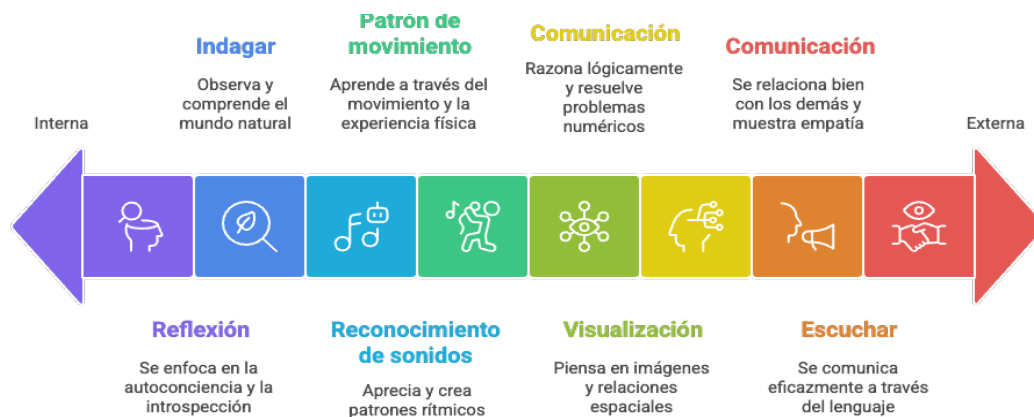 Patrón de
movimiento
Indagar
Comunicación
Comunicación
Observa y
comprende el
mundo natural
Aprende a través del
movimiento y la
experiencia física
Razona lógicamente
y resuelve
problemas
numéricos
Se relaciona bien
con los demás y
muestra empatía
Interna
Externa
Reflexión
Se enfoca en la
autoconciencia y la
introspección
Reconocimiento
de sonidos
Aprecia y crea
patrones rítmicos
Visualización
Piensa en imágenes
y relaciones
espaciales
Escuchar
Se comunica
eficazmente a través
del lenguaje